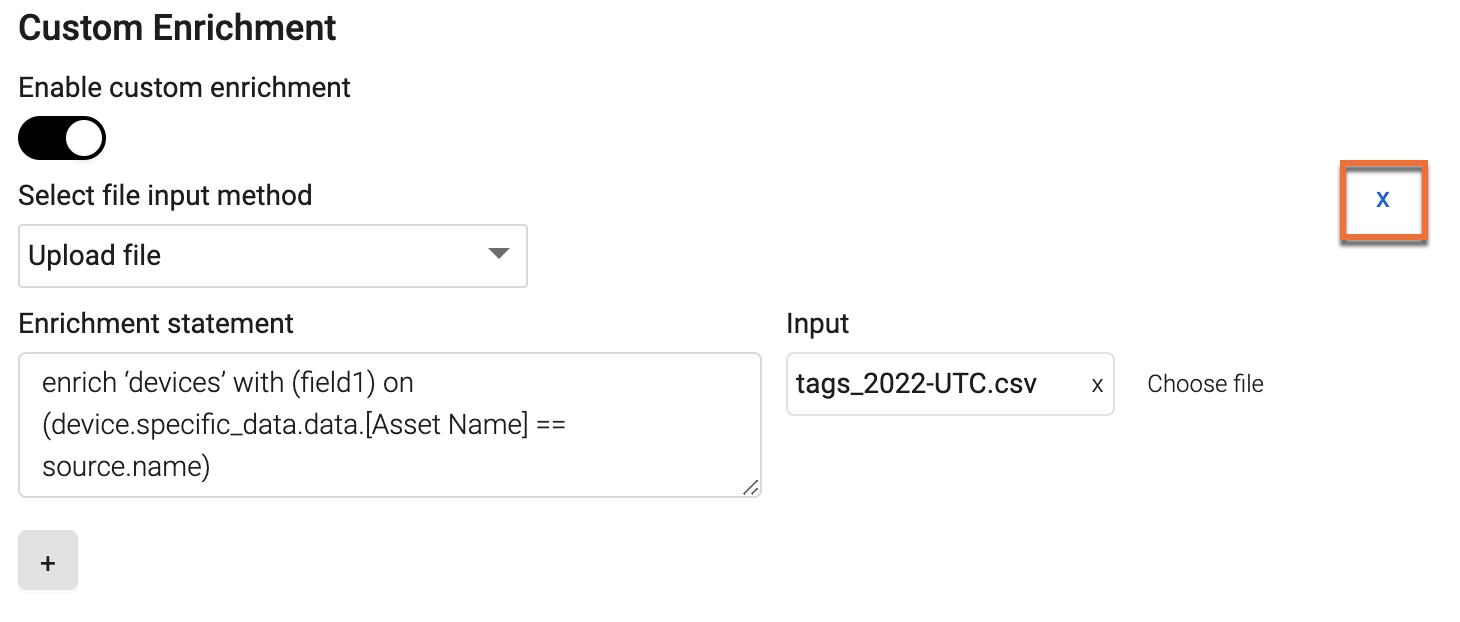 Custom Enrichment
Enable custom enrichment
Select file input method
x
Upload file
Enrichment statement
enrich ‘devices’ with (field1) on
(device.specific_data.data.[Asset Name] ==
source.name)
Input
tags_2022-UTC.csv x
Choose file
+